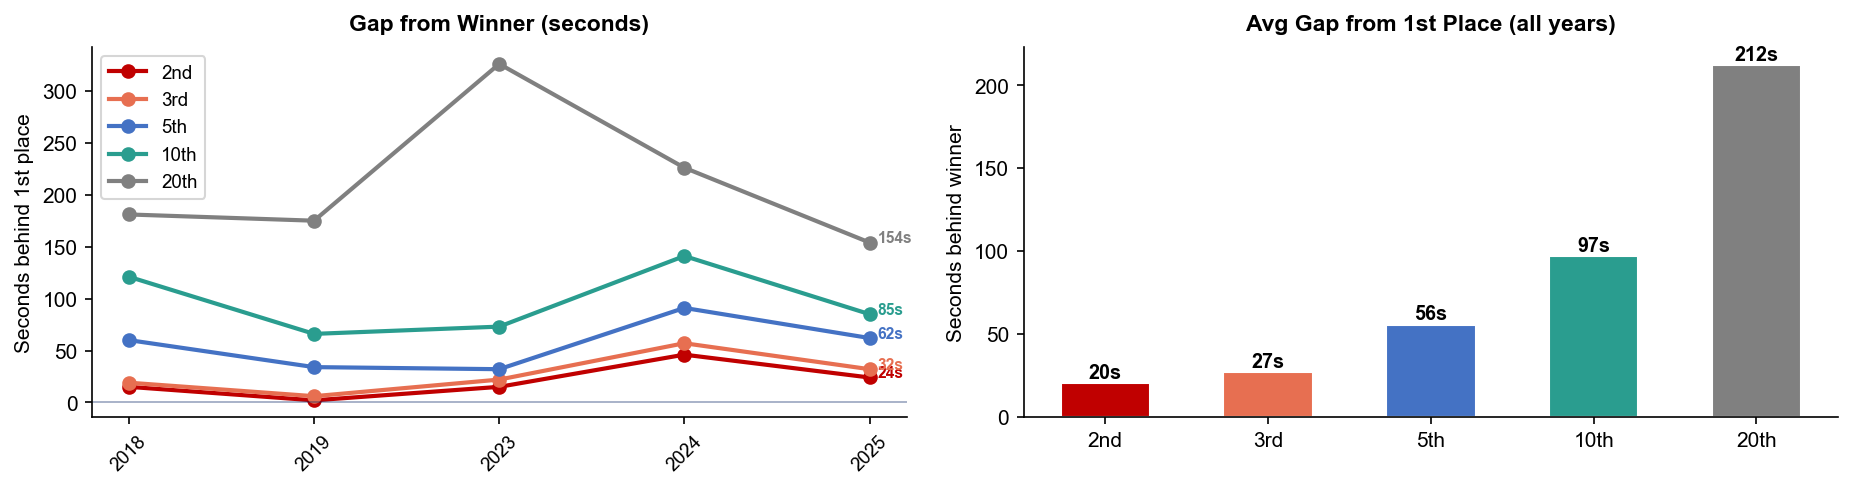 Gap from Winner (seconds)
Seconds behind 1st place
300
250
200
150
100
50
0
2nd
3rd
5th
10th
20th
154s
85s
62s
32s
24s
2018
2019
2023
2024
2025
Avg Gap from 1st Place (all years)
Seconds behind winner
200
150
100
50
0
20s
27s
56s
97s
212s
2nd
3rd
5th
10th
20th